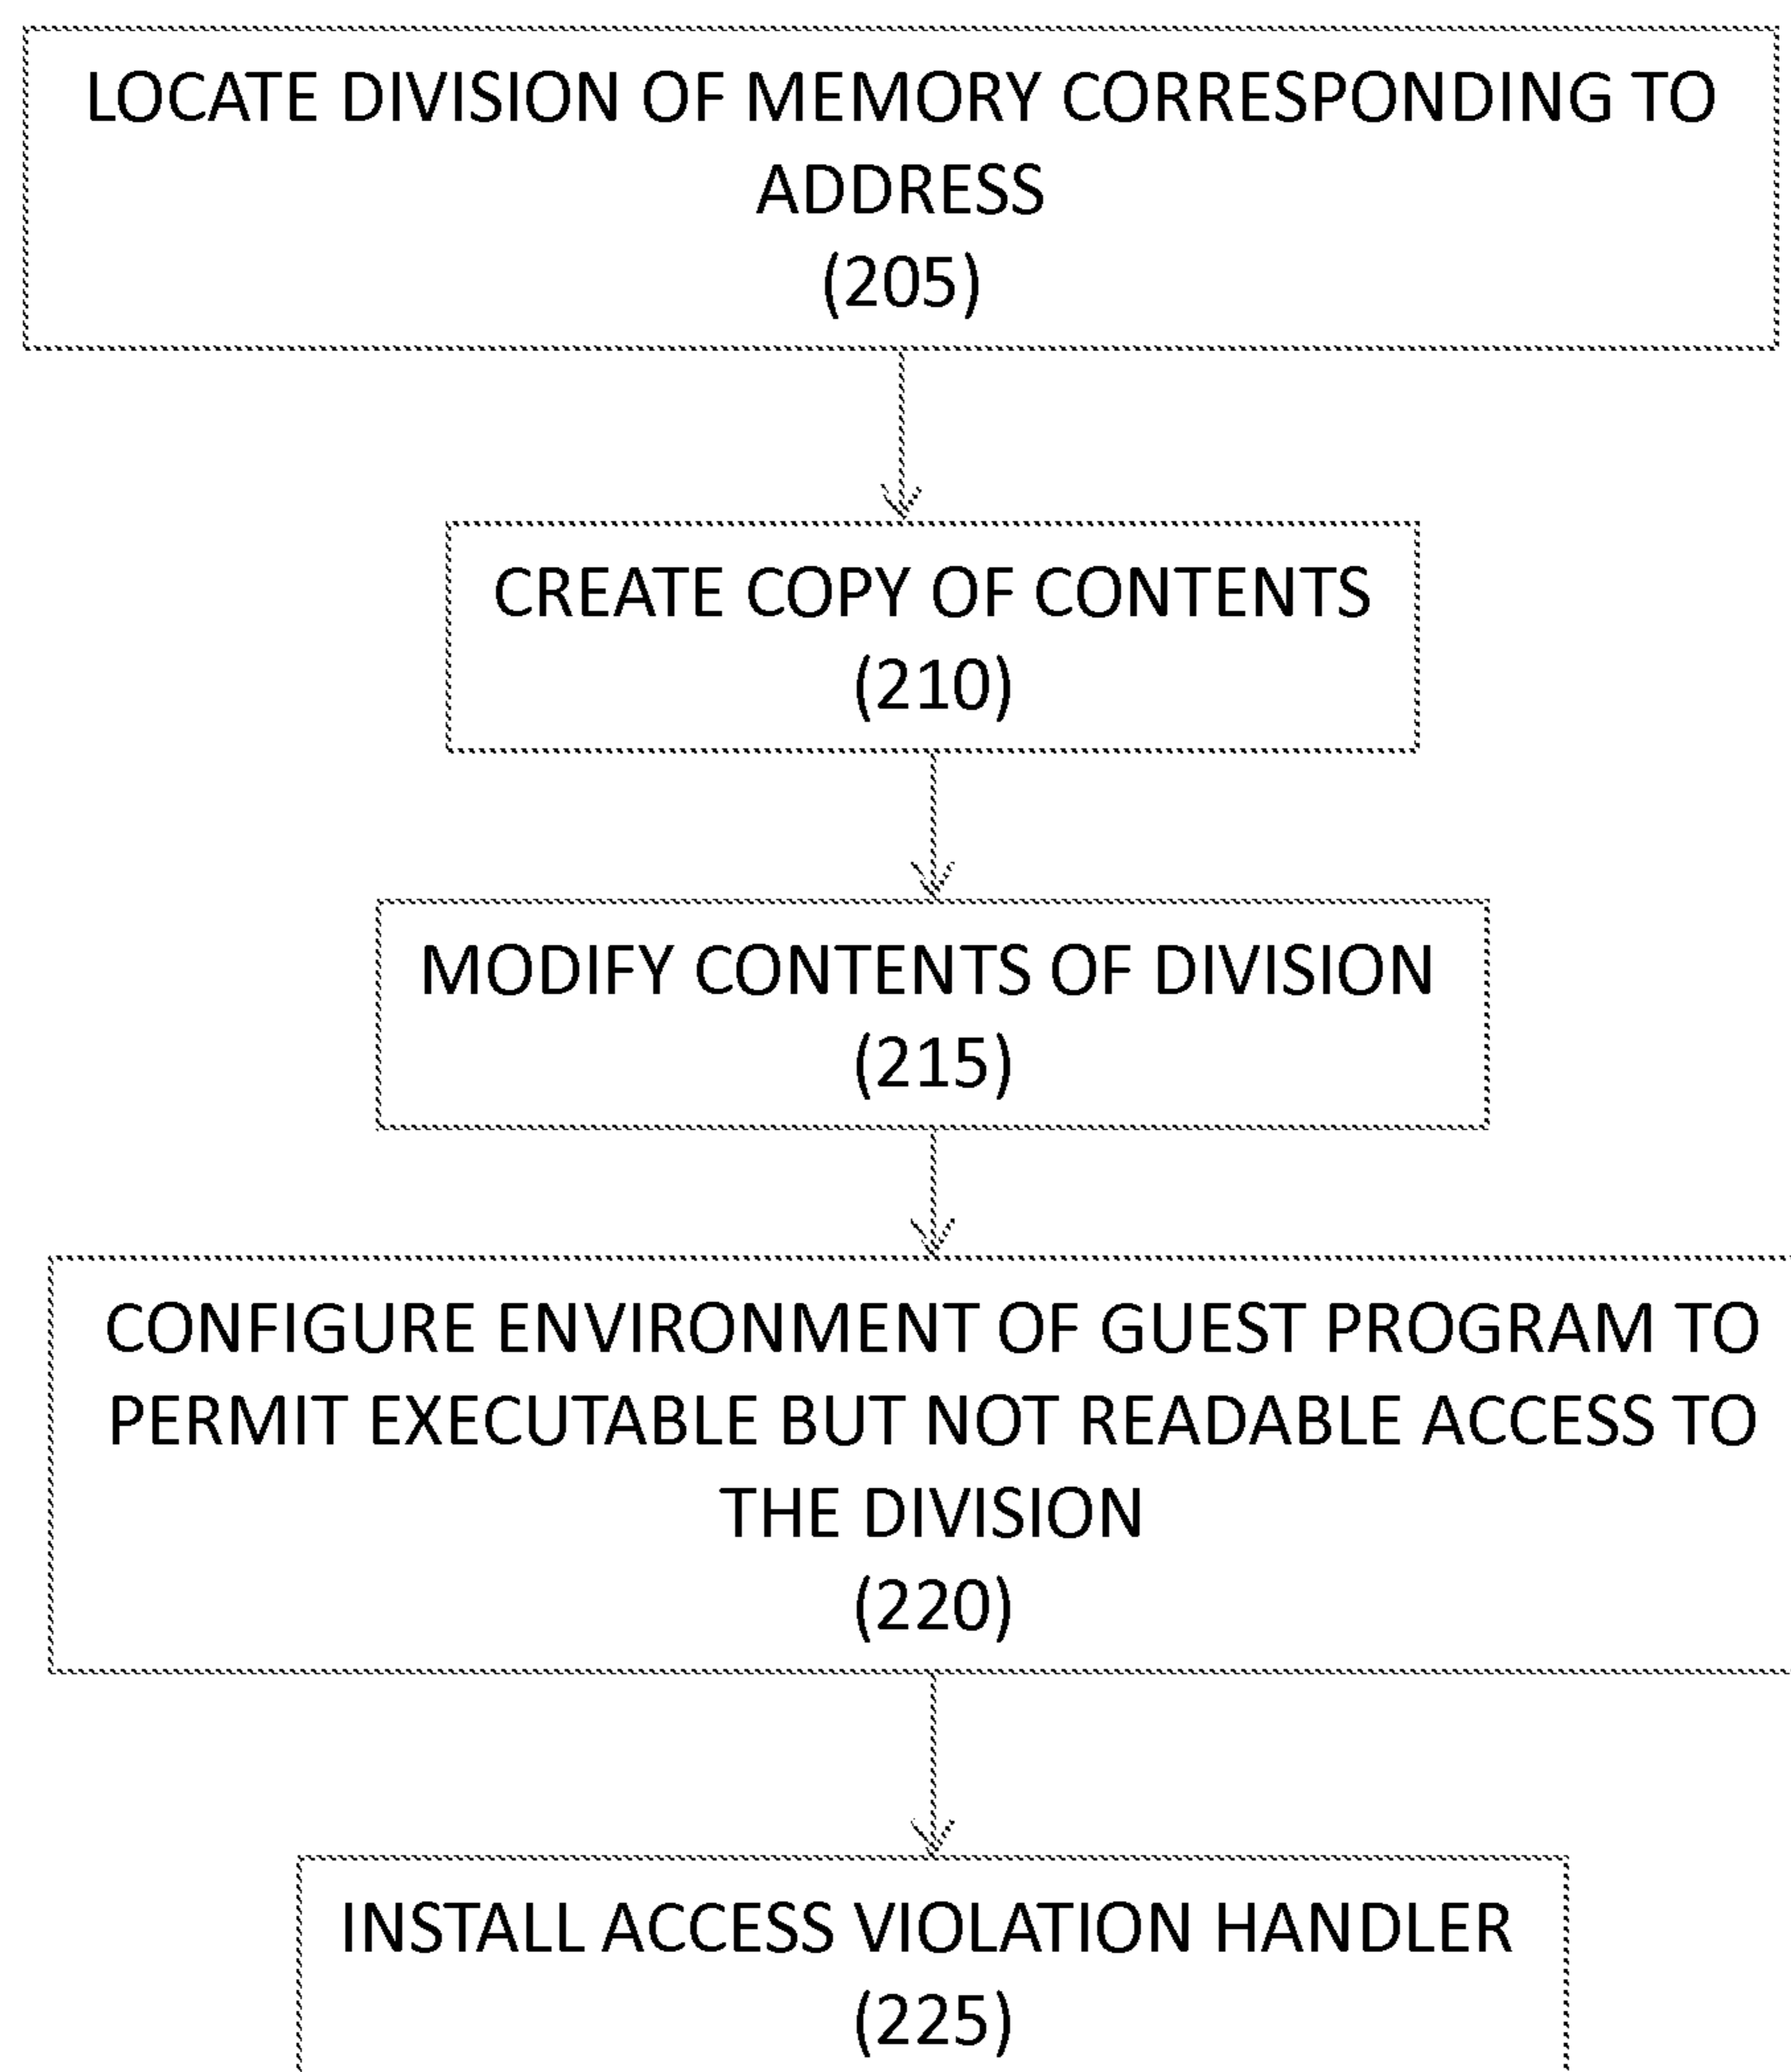 LOCATE DIVISION OF MEMORY CORRESPONDING TO
ADDRESS
(205)
CREATE COPY OF CONTENTS
(210)
MODIFY CONTENTS OF DIVISION
(215)
CONFIGURE ENVIRONMENT OF GUEST PROGRAM TO
PERMIT EXECUTABLE BUT NOT READABLE ACCESS TO
THE DIVISION
(220)
INSTALL ACCESS VIOLATION HANDLER
(225)